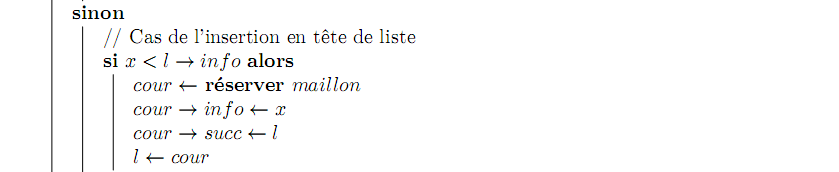 sinon
// Cas de l'insertion en tête de liste
si x < l → info alors
cour ← réserver maillon
cour → info ← x
cour → succ ← l
l ← cour